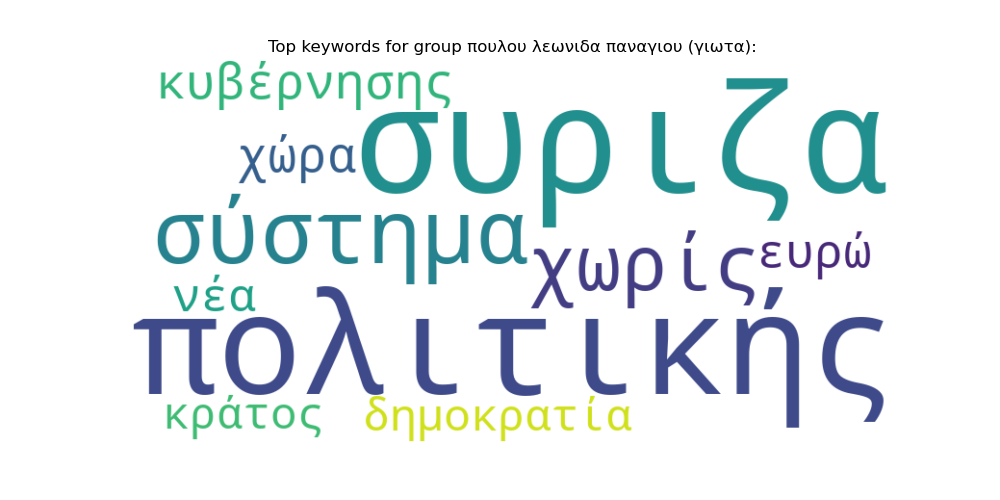 Top keywords for group πουλου λεωνιδα παναγιου (γιωτα):
κυβέρνησης
συριζα
χώρα
σύστημα
χωρίς
ευρώ
νέα
πολιτικής
κράτος
δημοκρατία